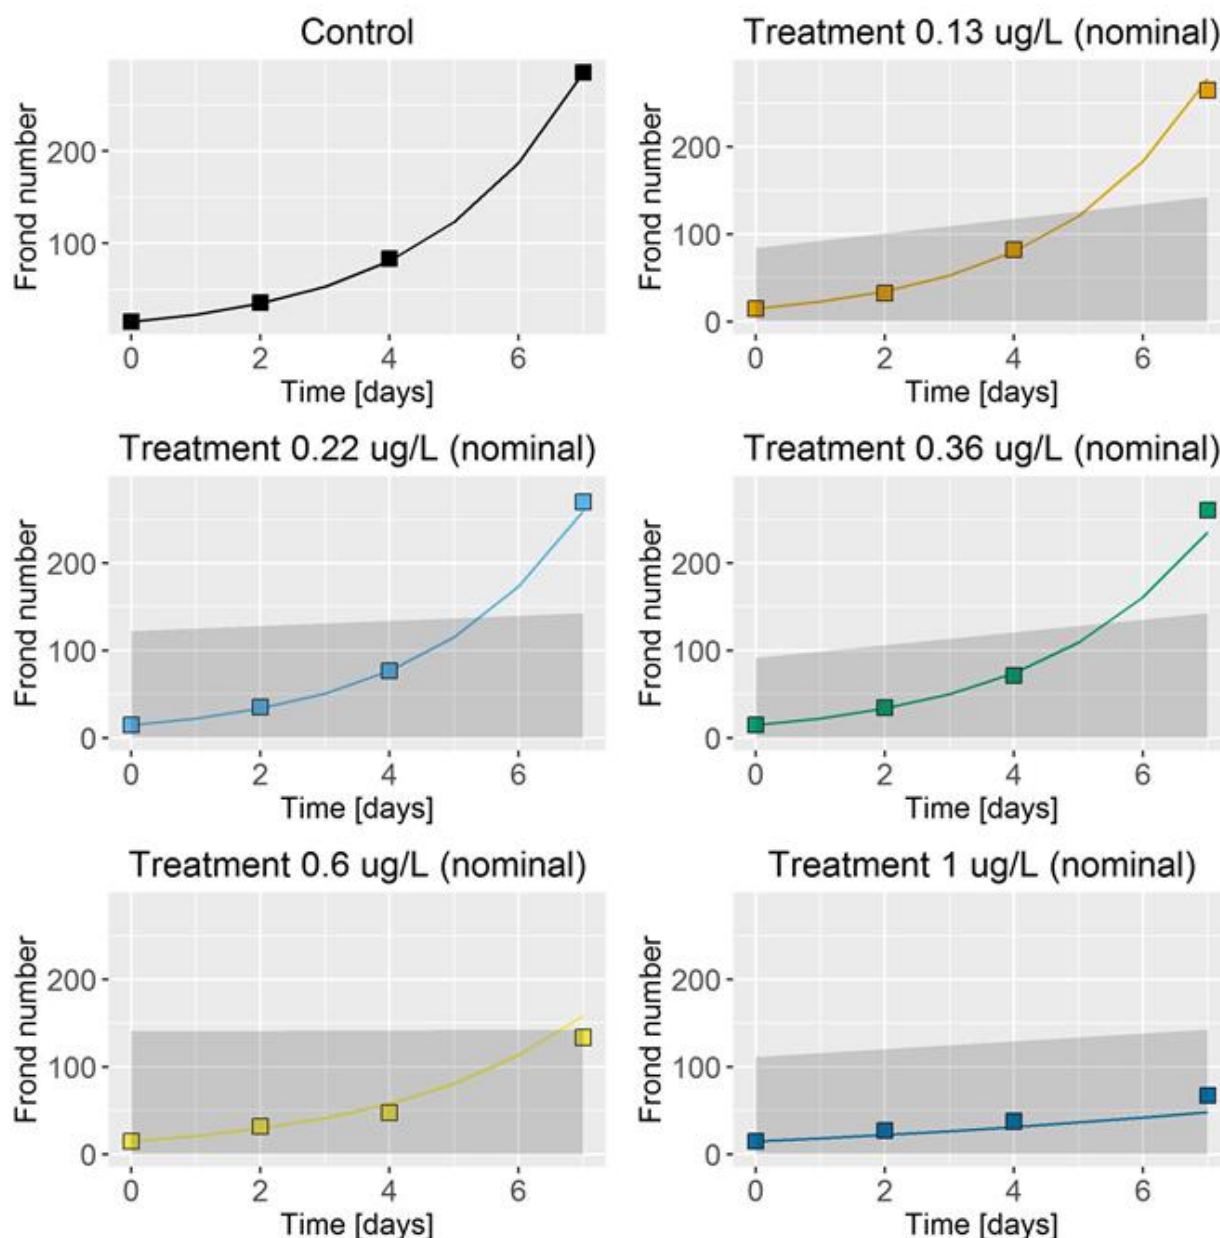 Control
Frond number
200
100
0 2 4 6
Time [days]
Treatment 0.13 ug/L (nominal)
Frond number
200
100
0
0 2 4 6
Time [days]
Treatment 0.22 ug/L (nominal)
Frond number
200
100
0
0 2 4 6
Time [days]
Treatment 0.36 ug/L (nominal)
Frond number
200
100
0
0 2 4 6
Time [days]
Treatment 0.6 ug/L (nominal)
Frond number
200
100
0
0 2 4 6
Time [days]
Treatment 1 ug/L (nominal)
Frond number
200
100
0
0 2 4 6
Time [days]